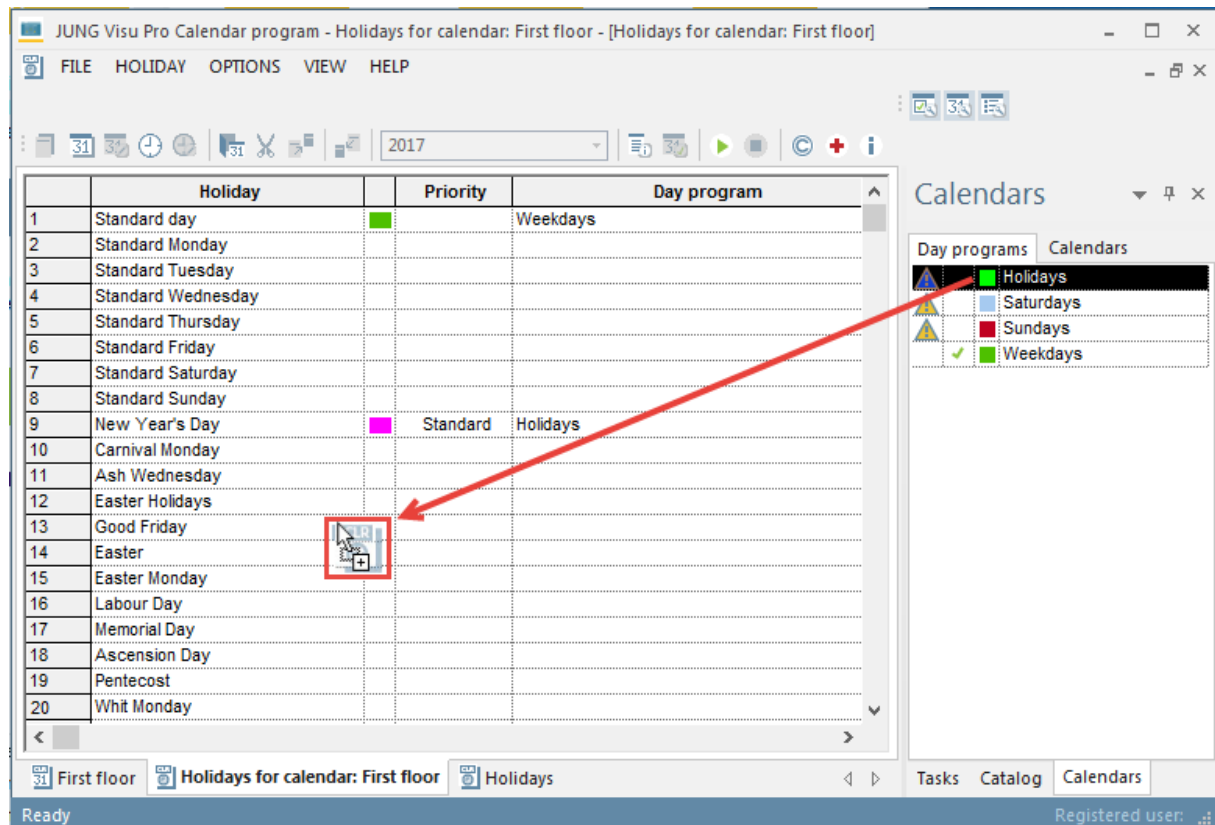 JUNG Visu Pro Calendar program - Holidays for calendar: First floor - [Holidays for calendar: First floor]
FILE HOLIDAY OPTIONS VIEW HELP
2017
Holiday Priority Day program
1 Standard day Weekdays
2 Standard Monday
3 Standard Tuesday
4 Standard Wednesday
5 Standard Thursday
6 Standard Friday
7 Standard Saturday
8 Standard Sunday
9 New Year's Day Standard Holidays
10 Carnival Monday
11 Ash Wednesday
12 Easter Holidays
13 Good Friday
14 Easter
15 Easter Monday
16 Labour Day
17 Memorial Day
18 Ascension Day
19 Pentecost
20 Whit Monday
First floor Holidays for calendar: First floor Holidays
Calendars
Day programs Calendars
Holidays
Saturdays
Sundays
Weekdays
Tasks Catalog Calendars
Ready Registered user: